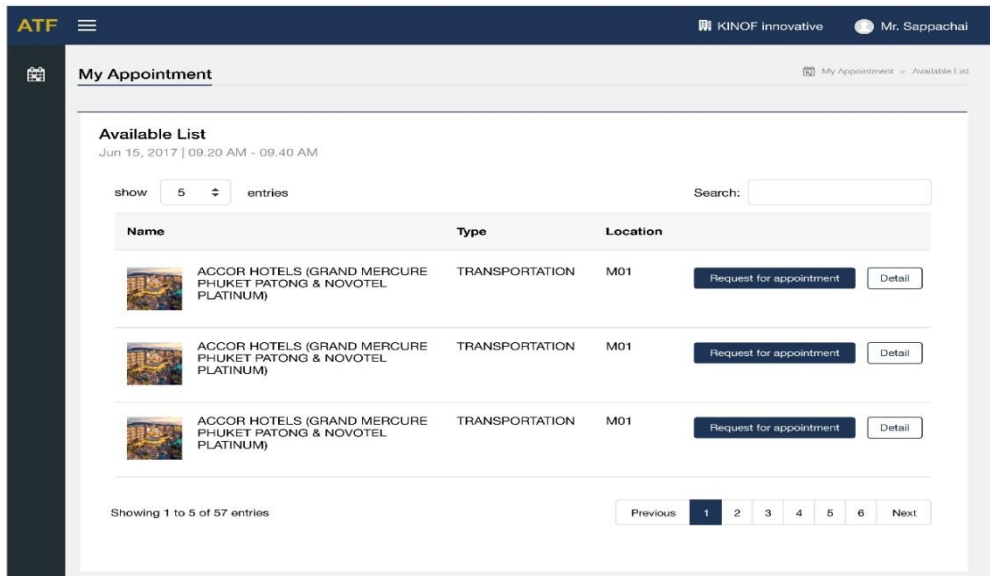 ATF KINOF innovative Mr. Sappachai
My Appointment My Appointment > Available List
Available List
Jun 15, 2017 | 09.20 AM - 09.40 AM
show 5 entries Search:
Name Type Location
ACCOR HOTELS (GRAND MERCURE TRANSPORTATION M01
PHUKET PATONG & NOVOTEL Request for appointment Detail
PLATINUM)
ACCOR HOTELS (GRAND MERCURE TRANSPORTATION M01
PHUKET PATONG & NOVOTEL Request for appointment Detail
PLATINUM)
ACCOR HOTELS (GRAND MERCURE TRANSPORTATION M01
PHUKET PATONG & NOVOTEL Request for appointment Detail
PLATINUM)
Showing 1 to 5 of 57 entries Previous 1 2 3 4 5 6 Next